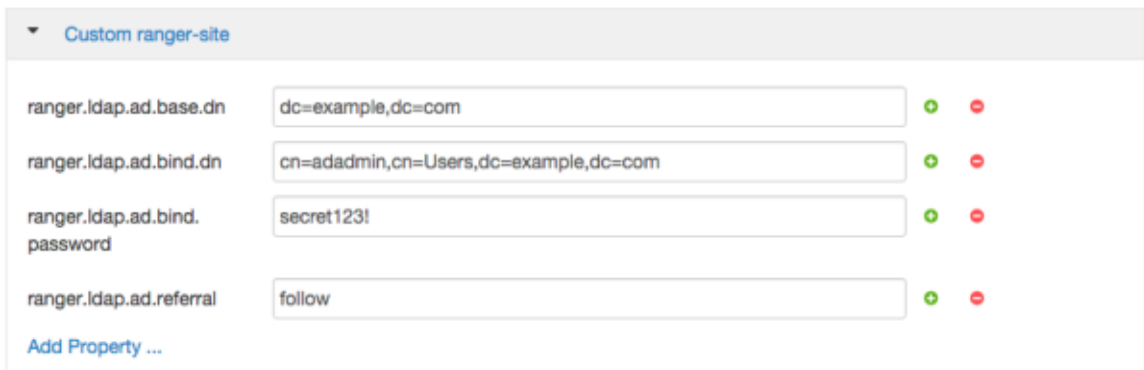 Custom ranger-site
ranger.ldap.ad.base.dn dc=example,dc=com
ranger.ldap.ad.bind.dn cn=adadmin,cn=Users,dc=example,dc=com
ranger.ldap.ad.bind. secret123!
password
ranger.ldap.ad.referral follow
Add Property ...